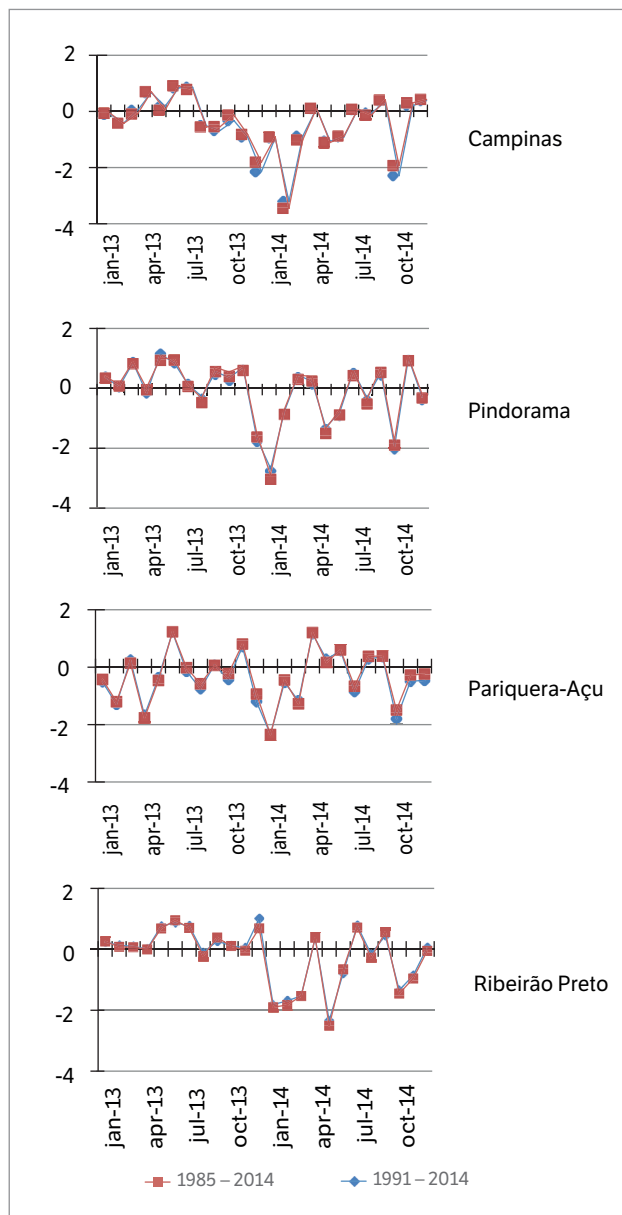 2
0
-2
-4
jan-13
apr-13
jul-13
oct-13
jan-14
apr-14
jul-14
oct-14
Campinas
2
0
-2
-4
jan-13
apr-13
jul-13
oct-13
jan-14
apr-14
jul-14
oct-14
Pindorama
2
0
-2
-4
jan-13
apr-13
jul-13
oct-13
jan-14
apr-14
jul-14
oct-14
Pariquera-Açu
2
0
-2
-4
jan-13
apr-13
jul-13
oct-13
jan-14
apr-14
jul-14
oct-14
Ribeirão Preto
1985 – 2014 1991 – 2014